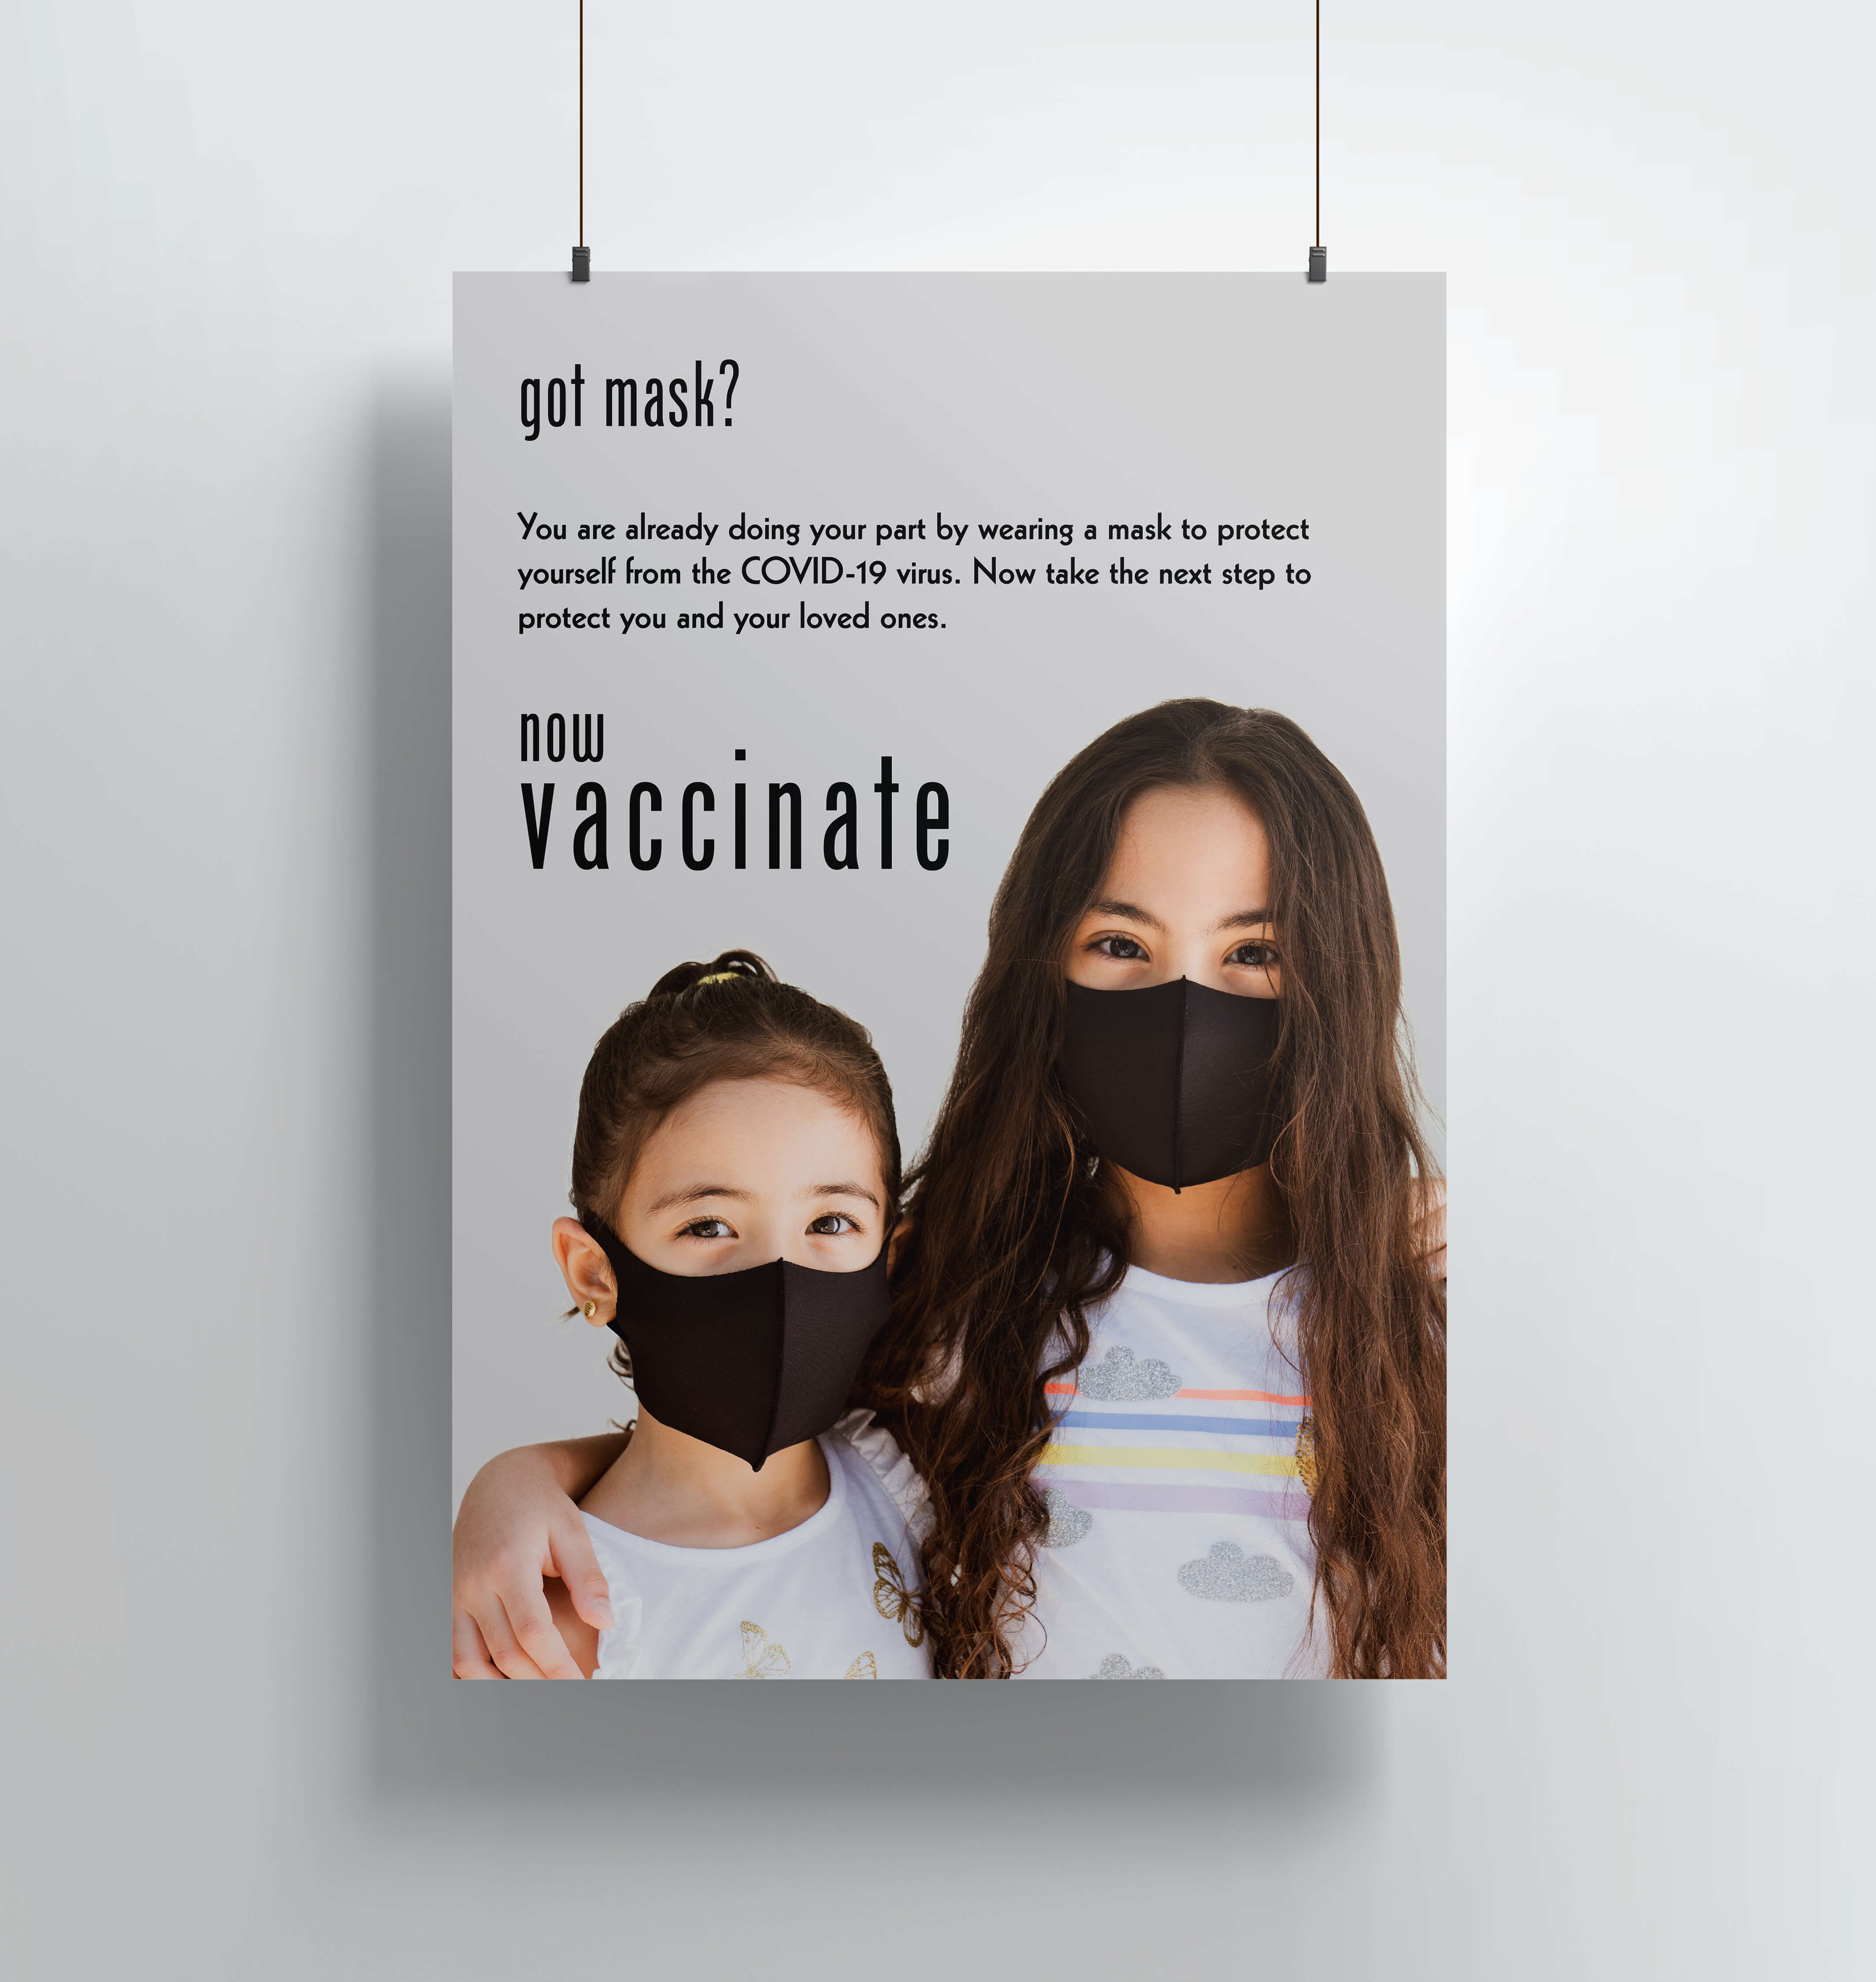 got mask?
You are already doing your part by wearing a mask to protect
yourself from the COVID-19 virus. Now take the next step to
protect you and your loved ones.
now
vaccinate